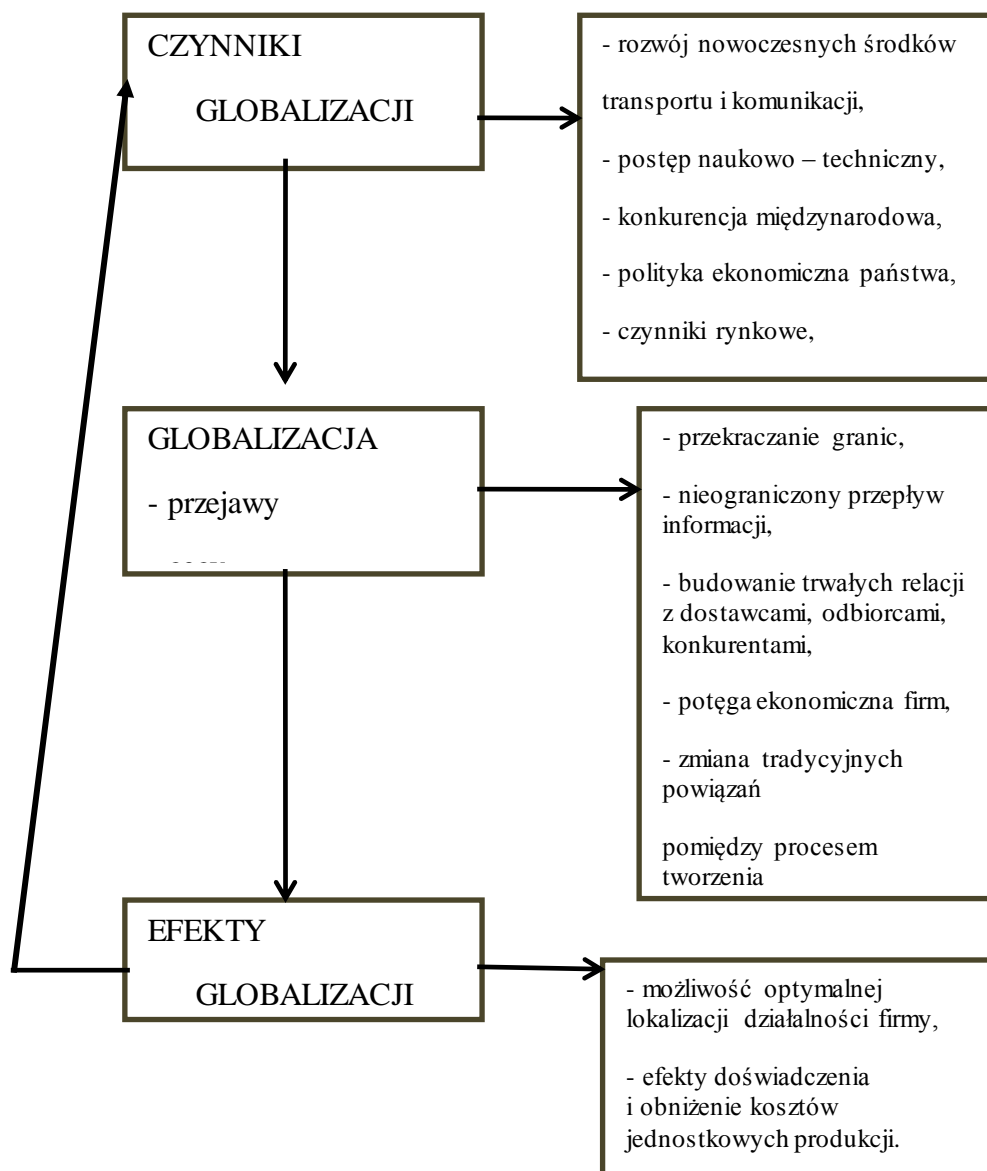 CZYNNIKI
GLOBALIZACJI
- rozwój nowoczesnych środków
transportu i komunikacji,
- postęp naukowo – techniczny,
- konkurencja międzynarodowa,
- polityka ekonomiczna państwa,
- czynniki rynkowe,
GLOBALIZACJA
- przejawy
- przekraczanie granic,
- nieograniczony przepływ
informacji,
- budowanie trwałych relacji
z dostawcami, odbiorcami,
konkurentami,
- potęga ekonomiczna firm,
- zmiana tradycyjnych
powiązań
pomiędzy procesem
tworzenia
EFEKTY
GLOBALIZACJI
- możliwość optymalnej
lokalizacji działalności firmy,
- efekty doświadczenia
i obniżenie kosztów
jednostkowych produkcji.